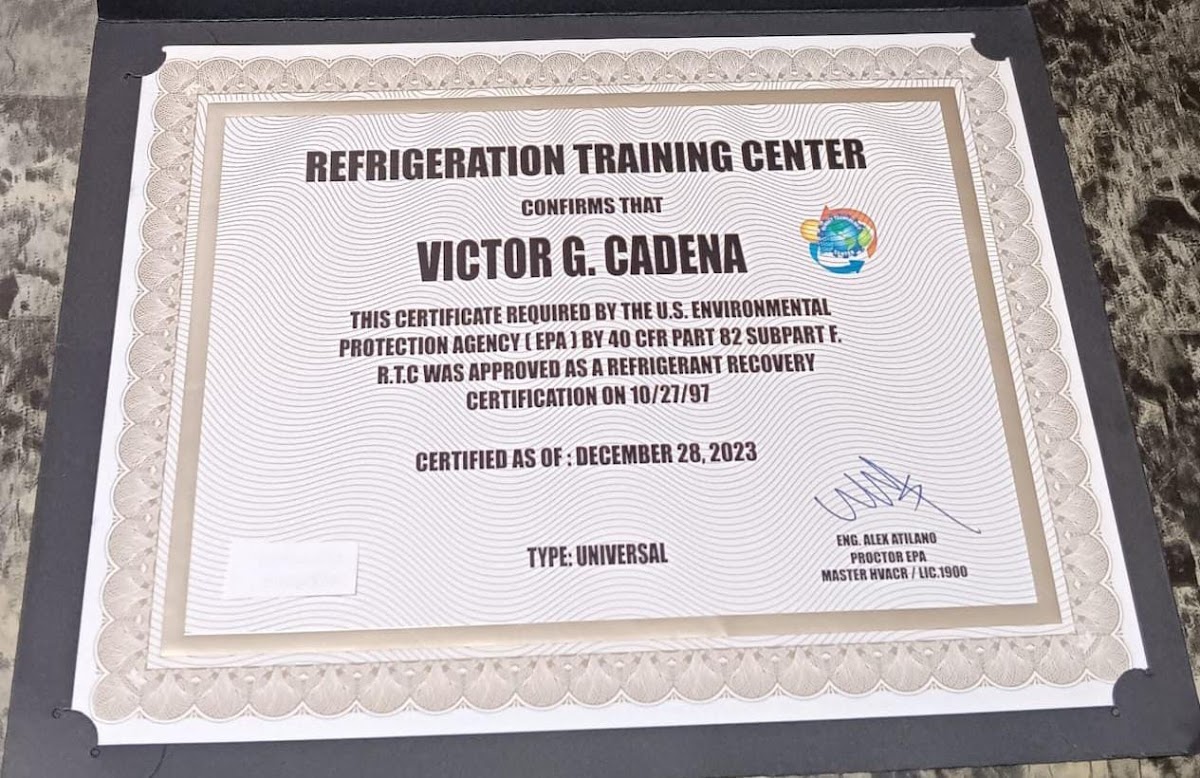 REFRIGERATION TRAINING CENTER
CONFIRMS THAT
VICTOR G. CADENA
THIS CERTIFICATE REQUIRED BY THE U.S. ENVIRONMENTAL
PROTECTION AGENCY ( EPA ) BY 40 CFR PART 82 SUBPART F.
R.T.C WAS APPROVED AS A REFRIGERANT RECOVERY
CERTIFICATION ON 10/27/97
CERTIFIED AS OF : DECEMBER 28, 2023
TYPE: UNIVERSAL
ENG. ALEX ATILANO
PROCTOR EPA
MASTER HVACR / LIC.1900